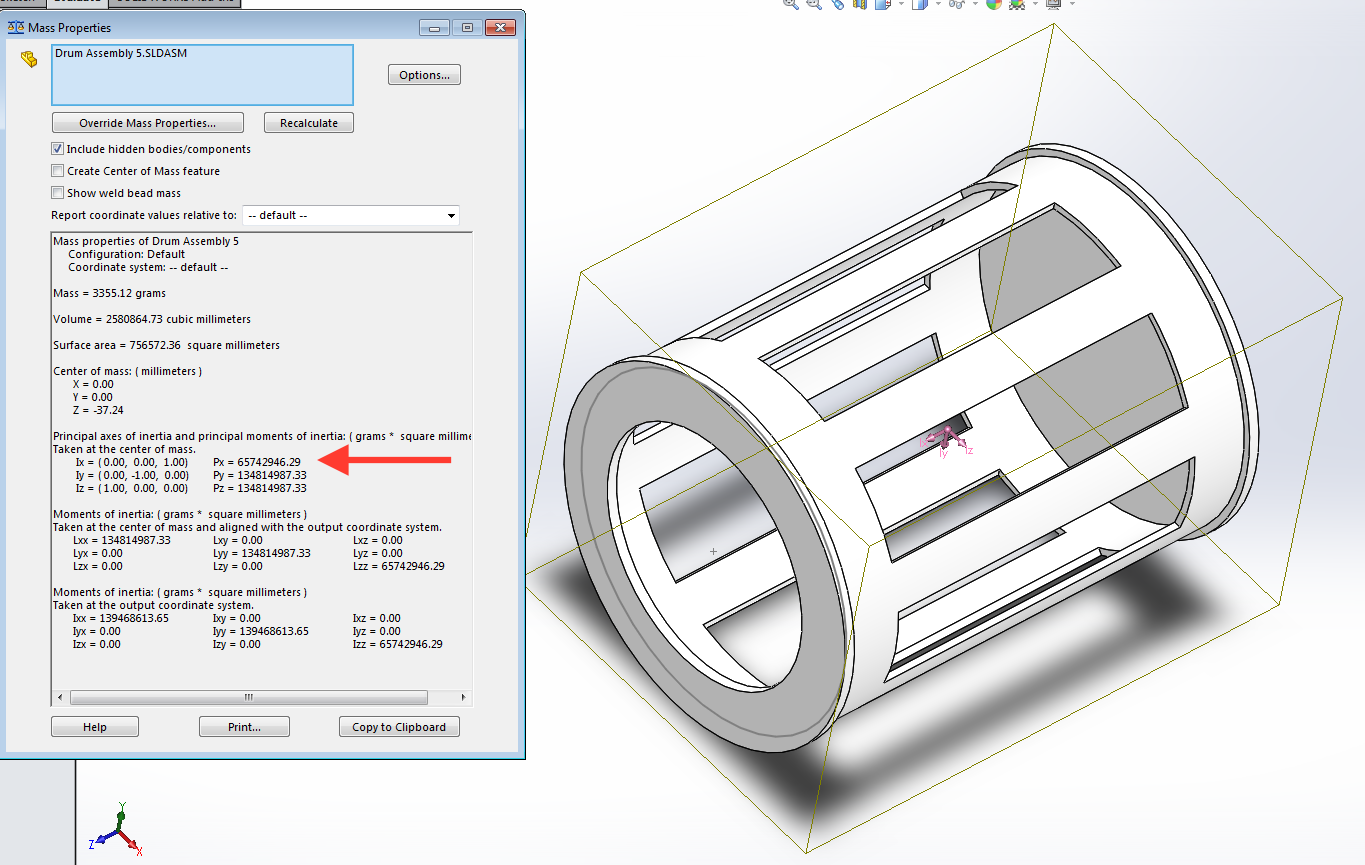 Mass Properties
Drum Assembly 5.SLDASM
Options...
Override Mass Properties...
Recalculate
Include hidden bodies/components
Create Center of Mass feature
Show weld bead mass
Report coordinate values relative to:
-- default --
Mass properties of Drum Assembly 5
Configuration: Default
Coordinate system: -- default --
Mass = 3355.12 grams
Volume = 2580864.73 cubic millimeters
Surface area = 756572.36 square millimeters
Center of mass: ( millimeters )
X = 0.00
Y = 0.00
Z = -37.24
Principal axes of inertia and principal moments of inertia: ( grams * square millime
Taken at the center of mass.
Ix = ( 0.00, 0.00, 1.00) Px = 65742946.29
Iy = ( 0.00, -1.00, 0.00) Py = 134814987.33
Iz = ( 1.00, 0.00, 0.00) Pz = 134814987.33
Moments of inertia: ( grams * square millimeters )
Taken at the center of mass and aligned with the output coordinate system.
Lxx = 134814987.33 Lxy = 0.00 Lxz = 0.00
Lyx = 0.00 Lyy = 134814987.33 Lyz = 0.00
Lzx = 0.00 Lzy = 0.00 Lzz = 65742946.29
Moments of inertia: ( grams * square millimeters )
Taken at the output coordinate system.
Ixx = 139468613.65 Ixy = 0.00 Ixz = 0.00
Iyx = 0.00 Iyy = 139468613.65 Iyz = 0.00
Izx = 0.00 Izy = 0.00 Izz = 65742946.29
Help
Print...
Copy to Clipboard
Iy
Iz
Y
Z
X